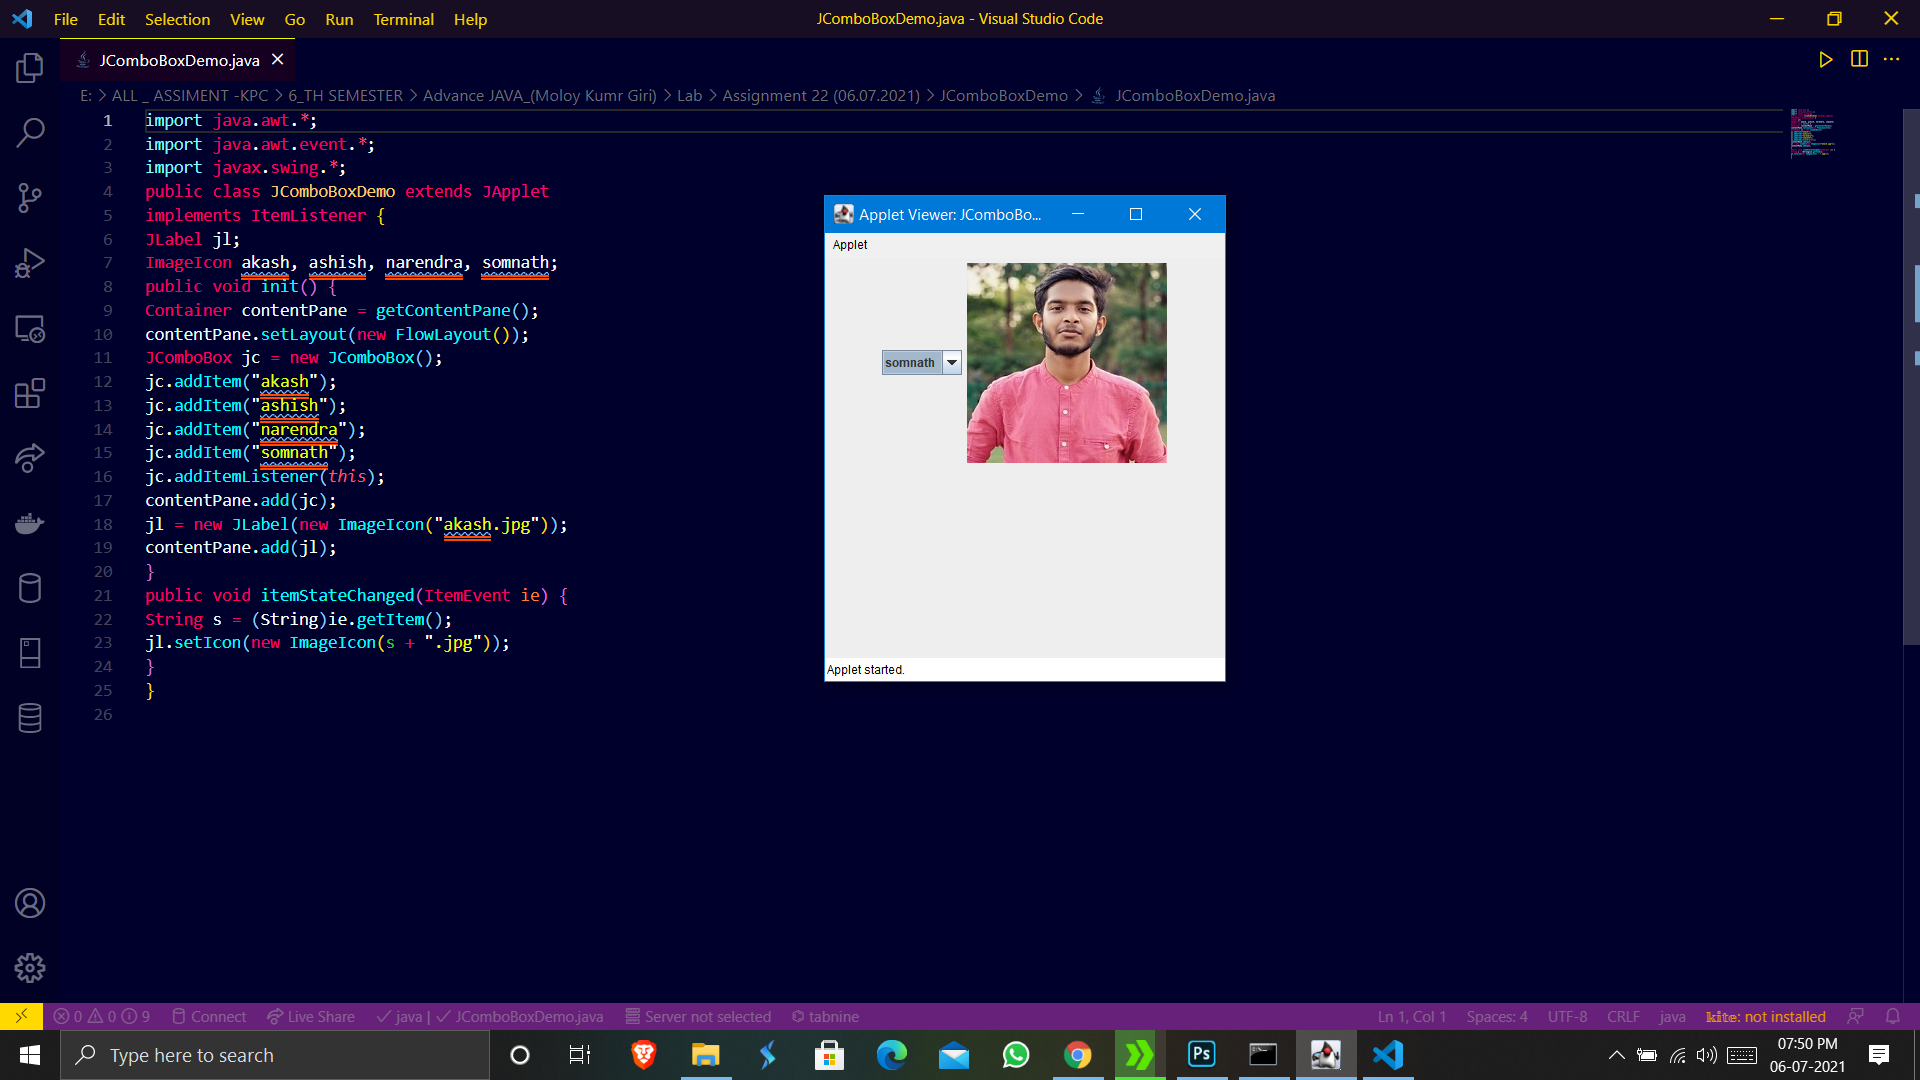 File Edit Selection View Go Run Terminal Help
JComboBoxDemo.java - Visual Studio Code
JComboBoxDemo.java
E: > ALL _ ASSIMENT -KPC > 6_TH SEMESTER > Advance JAVA_(Moloy Kumr Giri) > Lab > Assignment 22 (06.07.2021) > JComboBoxDemo > JComboBoxDemo.java
1 import java.awt.*;
2 import java.awt.event.*;
3 import javax.swing.*;
4 public class JComboBoxDemo extends JApplet
5 implements ItemListener {
6 JLabel jl;
7 ImageIcon akash, ashish, narendra, somnath;
8 public void init() {
9 Container contentPane = getContentPane();
10 contentPane.setLayout(new FlowLayout());
11 JComboBox jc = new JComboBox();
12 jc.addItem("akash");
13 jc.addItem("ashish");
14 jc.addItem("narendra");
15 jc.addItem("somnath");
16 jc.addItemListener(this);
17 contentPane.add(jc);
18 jl = new JLabel(new ImageIcon("akash.jpg"));
19 contentPane.add(jl);
20 }
21 public void itemStateChanged(ItemEvent ie) {
22 String s = (String)ie.getItem();
23 jl.setIcon(new ImageIcon(s + ".jpg"));
24 }
25 }
26
Applet Viewer: JComboBo...
Applet
somnath
Applet started.
0 0 9 Connect Live Share java | JComboBoxDemo.java Server not selected tabnine
Ln 1, Col 1 Spaces: 4 UTF-8 CRLF java kite: not installed
Type here to search
Ps
07:50 PM
06-07-2021